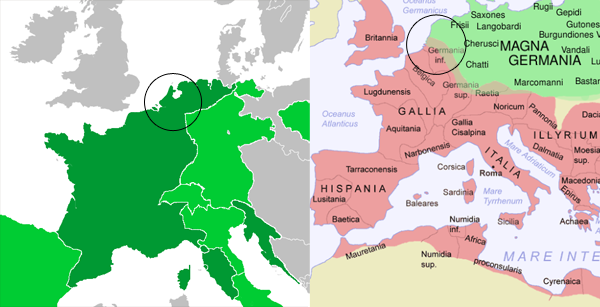 Oceanus
Germanicus
Rugii
Saxones
Gepidi
Frisii
Langobardi
Gutones
Burgundiones
Britannia
Cherusci
MAGNA
GERMANIA
Vandali
Germania
inf.
Lugii
Chatti
Belgica
Bastar
Lugdunensis
Germania
sup.
Marcomanni
Raetia
Noricum
Pannonia
Oceanus
Atlanticus
GALLIA
Aquitania
Gallia
Cisalpina
Dacia
ILLYRIUM
Narbonensis
Mare Adriaticum
Dalmatia
Moesia
sup.
Tarraconensis
Corsica
ITALIA
Roma
Macedonia
HISPANIA
Lusitania
Baleares
Sardinia
Mare
Tyrrhenum
Epirus
Baetica
Numidia
inf.
Sicilia
Achaea
Mauretania
Numidia
sup.
Africa
proconsularis
MARE INTE
Cyrenaica